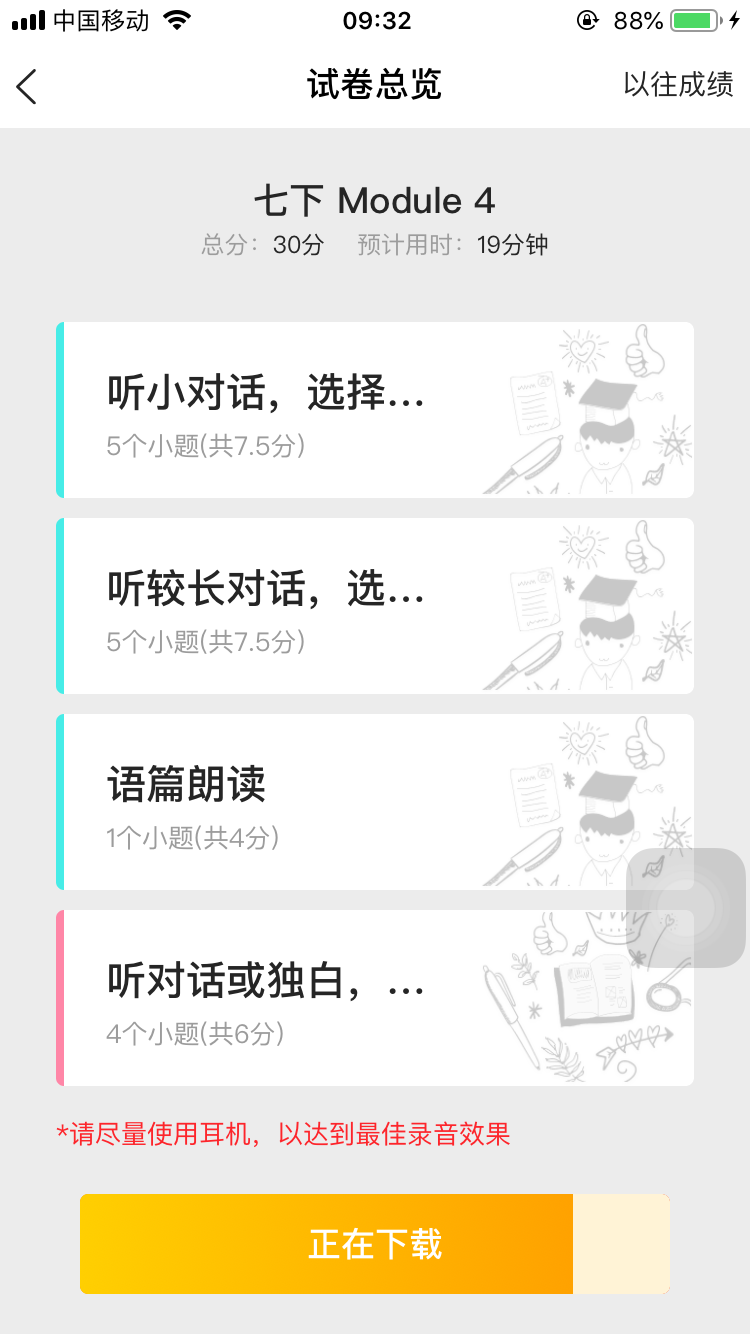 中国移动 09:32 88%
试卷总览 以往成绩
七下 Module 4
总分：30分 预计用时：19分钟
听小对话，选择...
5个小题(共7.5分)
听较长对话，选...
5个小题(共7.5分)
语篇朗读
1个小题(共4分)
听对话或独白，...
4个小题(共6分)
*请尽量使用耳机，以达到最佳录音效果
正在下载